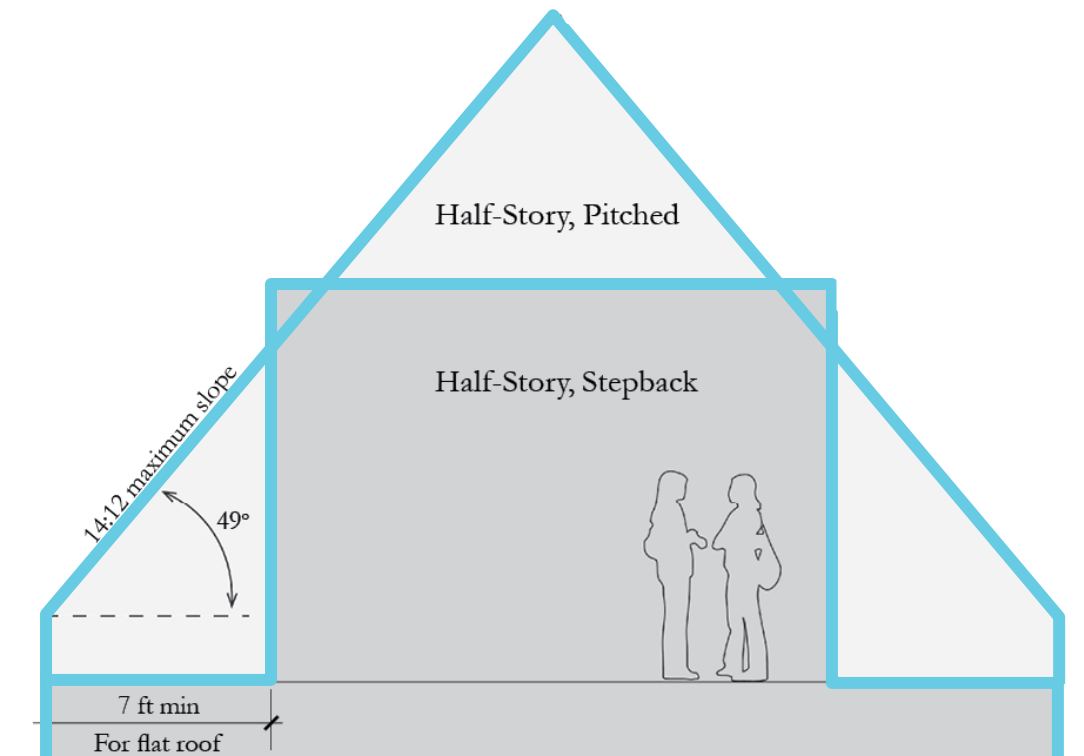 Half-Story, Pitched
Half-Story, Stepback
14:12 maximum slope
49°
7 ft min
For flat roof